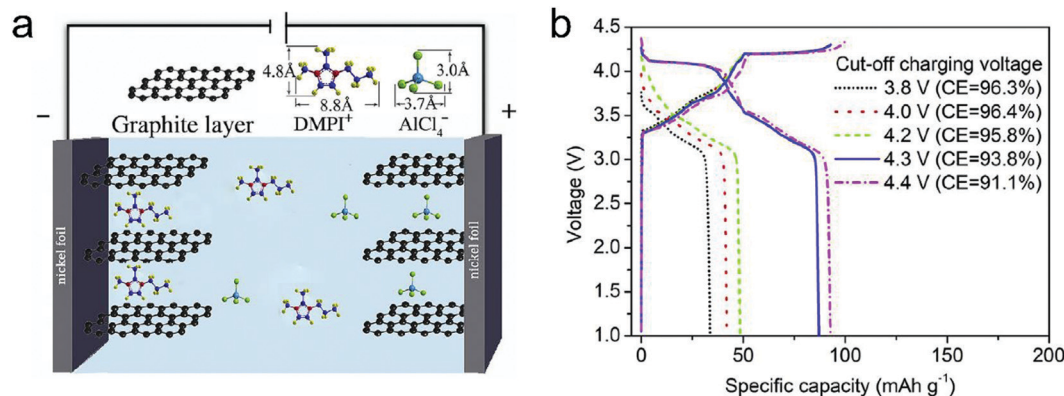 a
4.8Å
8.8Å
3.0Å
3.7Å
−
+
Graphite layer
DMPI⁺
AlCl₄⁻
nickel foil
nickel foil
b
Voltage (V)
4.5
4.0
3.5
3.0
2.5
2.0
1.5
1.0
Cut-off charging voltage
3.8 V (CE=96.3%)
4.0 V (CE=96.4%)
4.2 V (CE=95.8%)
4.3 V (CE=93.8%)
4.4 V (CE=91.1%)
0
50
100
150
200
Specific capacity (mAh g⁻¹)